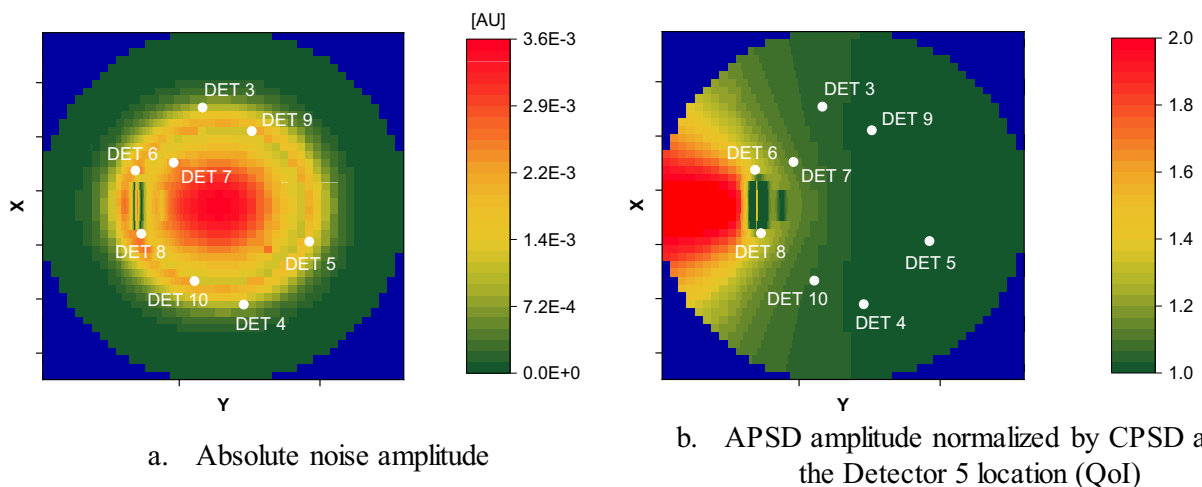 [AU]
3.6E-3
2.9E-3
2.2E-3
1.4E-3
7.2E-4
0.0E+0
DET 3
DET 9
DET 6
DET 7
DET 8
DET 5
DET 10
DET 4
X
Y
a. Absolute noise amplitude
2.0
1.8
1.6
1.4
1.2
1.0
DET 3
DET 9
DET 6
DET 7
DET 8
DET 5
DET 10
DET 4
X
Y
b. APSD amplitude normalized by CPSD a
the Detector 5 location (QoI)